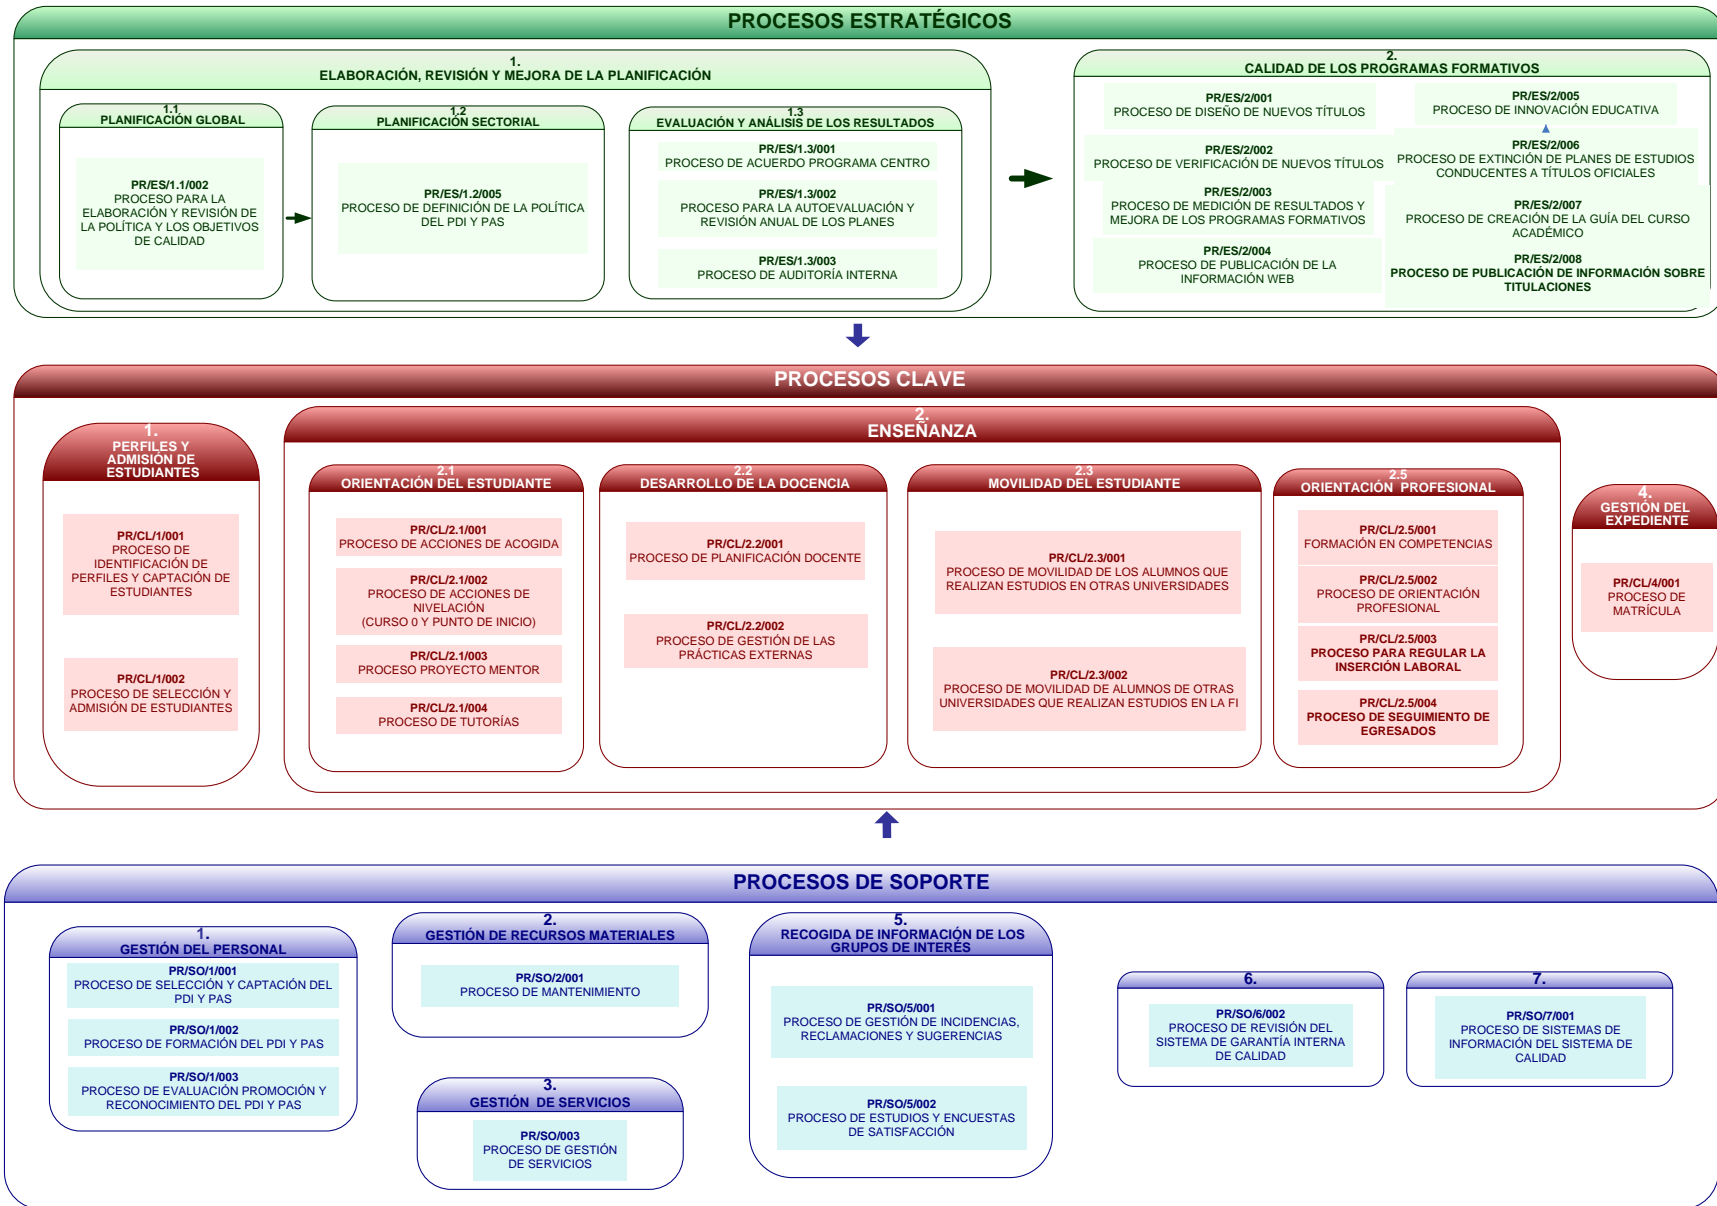 PROCESOS ESTRATÉGICOS
1.
ELABORACIÓN, REVISIÓN Y MEJORA DE LA PLANIFICACIÓN
1.1
PLANIFICACIÓN GLOBAL
PR/ES/1.1/002
PROCESO PARA LA
ELABORACIÓN Y REVISIÓN DE
LA POLÍTICA Y LOS OBJETIVOS
DE CALIDAD
1.2
PLANIFICACIÓN SECTORIAL
PR/ES/1.2/005
PROCESO DE DEFINICIÓN DE LA POLÍTICA
DEL PDI Y PAS
1.3
EVALUACIÓN Y ANÁLISIS DE LOS RESULTADOS
PR/ES/1.3/001
PROCESO DE ACUERDO PROGRAMA CENTRO
PR/ES/1.3/002
PROCESO PARA LA AUTOEVALUACIÓN Y
REVISIÓN ANUAL DE LOS PLANES
PR/ES/1.3/003
PROCESO DE AUDITORÍA INTERNA
2.
CALIDAD DE LOS PROGRAMAS FORMATIVOS
PR/ES/2/001
PROCESO DE DISEÑO DE NUEVOS TÍTULOS
PR/ES/2/002
PROCESO DE VERIFICACIÓN DE NUEVOS TÍTULOS
PR/ES/2/003
PROCESO DE MEDICIÓN DE RESULTADOS Y
MEJORA DE LOS PROGRAMAS FORMATIVOS
PR/ES/2/004
PROCESO DE PUBLICACIÓN DE LA
INFORMACIÓN WEB
PR/ES/2/005
PROCESO DE INNOVACIÓN EDUCATIVA
PR/ES/2/006
PROCESO DE EXTINCIÓN DE PLANES DE ESTUDIOS
CONDUCENTES A TÍTULOS OFICIALES
PR/ES/2/007
PROCESO DE CREACIÓN DE LA GUÍA DEL CURSO
ACADÉMICO
PR/ES/2/008
PROCESO DE PUBLICACIÓN DE INFORMACIÓN SOBRE
TITULACIONES
PROCESOS CLAVE
1.
PERFILES Y
ADMISIÓN DE
ESTUDIANTES
PR/CL/1/001
PROCESO DE
IDENTIFICACIÓN DE
PERFILES Y CAPTACIÓN DE
ESTUDIANTES
PR/CL/1/002
PROCESO DE SELECCIÓN Y
ADMISIÓN DE ESTUDIANTES
2.
ENSEÑANZA
2.1
ORIENTACIÓN DEL ESTUDIANTE
PR/CL/2.1/001
PROCESO DE ACCIONES DE ACOGIDA
PR/CL/2.1/002
PROCESO DE ACCIONES DE
NIVELACIÓN
(CURSO 0 Y PUNTO DE INICIO)
PR/CL/2.1/003
PROCESO PROYECTO MENTOR
PR/CL/2.1/004
PROCESO DE TUTORÍAS
2.2
DESARROLLO DE LA DOCENCIA
PR/CL/2.2/001
PROCESO DE PLANIFICACIÓN DOCENTE
PR/CL/2.2/002
PROCESO DE GESTIÓN DE LAS
PRÁCTICAS EXTERNAS
2.3
MOVILIDAD DEL ESTUDIANTE
PR/CL/2.3/001
PROCESO DE MOVILIDAD DE LOS ALUMNOS QUE
REALIZAN ESTUDIOS EN OTRAS UNIVERSIDADES
PR/CL/2.3/002
PROCESO DE MOVILIDAD DE ALUMNOS DE OTRAS
UNIVERSIDADES QUE REALIZAN ESTUDIOS EN LA FI
2.5
ORIENTACIÓN PROFESIONAL
PR/CL/2.5/001
FORMACIÓN EN COMPETENCIAS
PR/CL/2.5/002
PROCESO DE ORIENTACIÓN
PROFESIONAL
PR/CL/2.5/003
PROCESO PARA REGULAR LA
INSERCIÓN LABORAL
PR/CL/2.5/004
PROCESO DE SEGUIMIENTO DE
EGRESADOS
4.
GESTIÓN DEL
EXPEDIENTE
PR/CL/4/001
PROCESO DE
MATRÍCULA
PROCESOS DE SOPORTE
1.
GESTIÓN DEL PERSONAL
PR/SO/1/001
PROCESO DE SELECCIÓN Y CAPTACIÓN DEL
PDI Y PAS
PR/SO/1/002
PROCESO DE FORMACIÓN DEL PDI Y PAS
PR/SO/1/003
PROCESO DE EVALUACIÓN PROMOCIÓN Y
RECONOCIMIENTO DEL PDI Y PAS
2.
GESTIÓN DE RECURSOS MATERIALES
PR/SO/2/001
PROCESO DE MANTENIMIENTO
3.
GESTIÓN DE SERVICIOS
PR/SO/003
PROCESO DE GESTIÓN
DE SERVICIOS
5.
RECOGIDA DE INFORMACIÓN DE LOS
GRUPOS DE INTERÉS
PR/SO/5/001
PROCESO DE GESTIÓN DE INCIDENCIAS,
RECLAMACIONES Y SUGERENCIAS
PR/SO/5/002
PROCESO DE ESTUDIOS Y ENCUESTAS
DE SATISFACCIÓN
6.
PR/SO/6/002
PROCESO DE REVISIÓN DEL
SISTEMA DE GARANTÍA INTERNA
DE CALIDAD
7.
PR/SO/7/001
PROCESO DE SISTEMAS DE
INFORMACIÓN DEL SISTEMA DE
CALIDAD